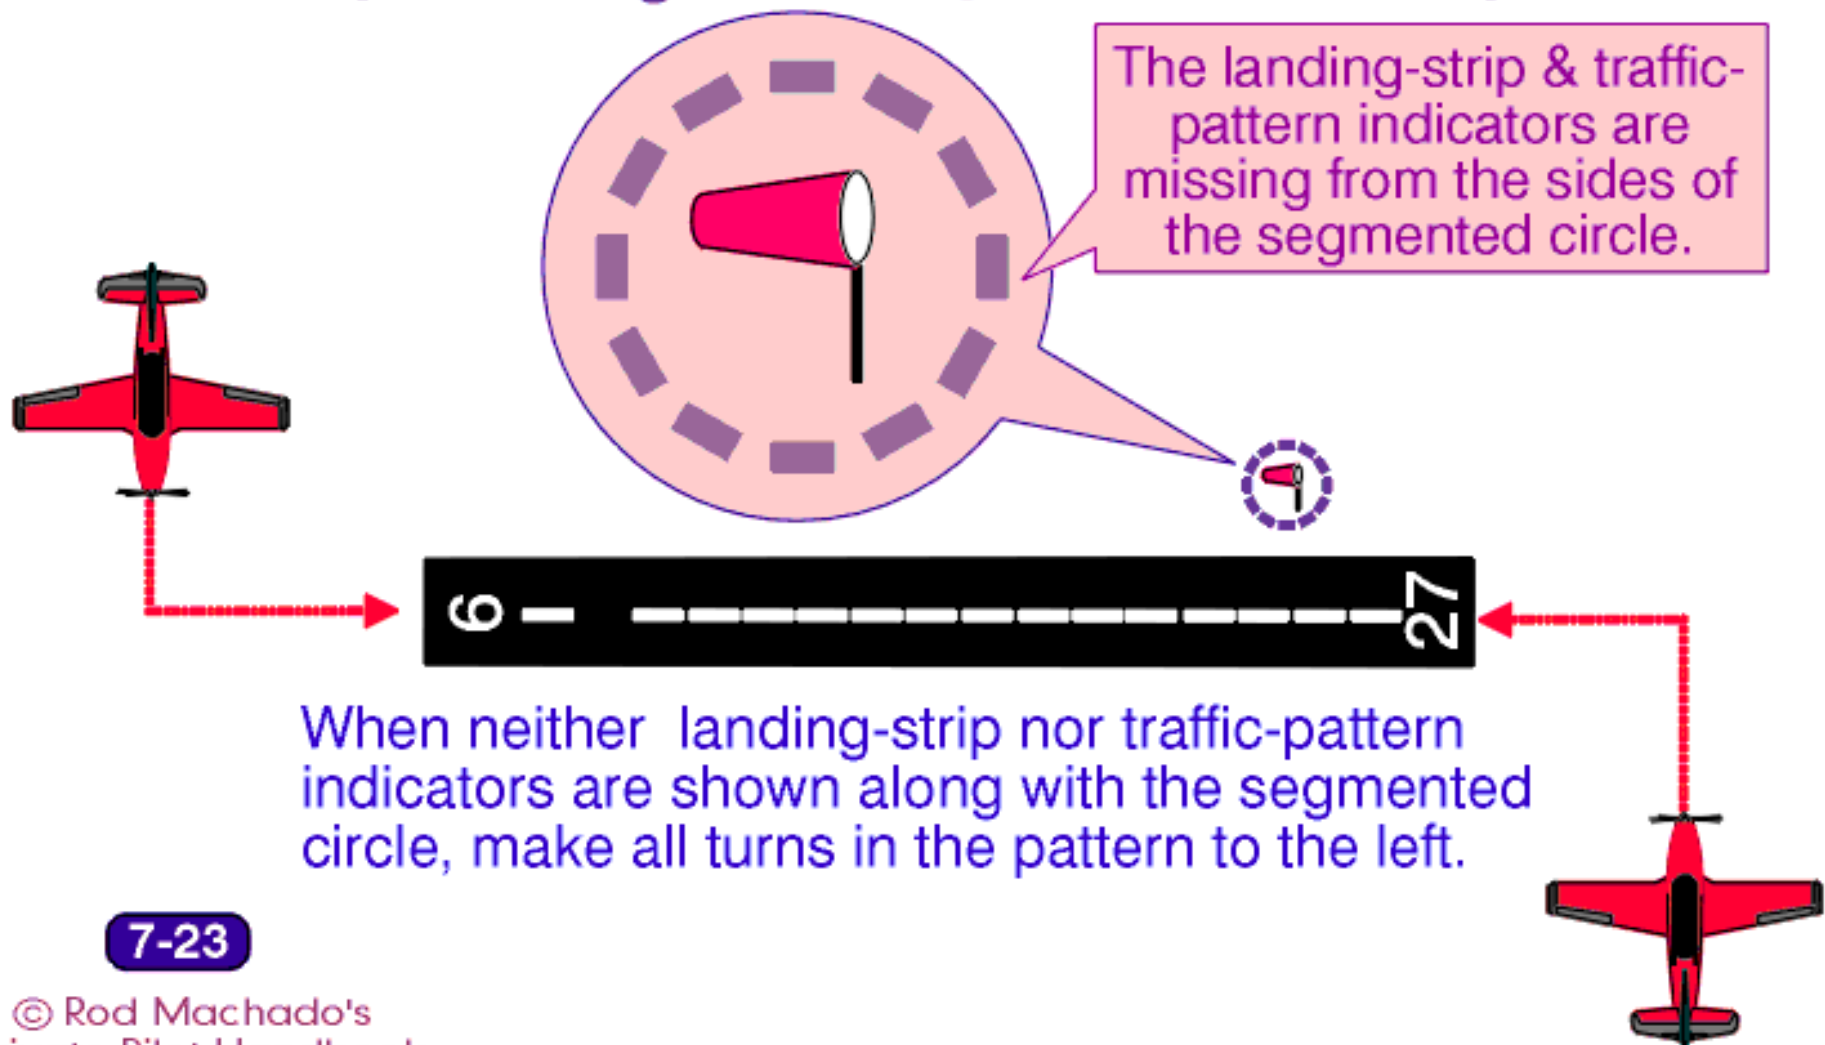 The landing-strip & traffic-
pattern indicators are
missing from the sides of
the segmented circle.
6
27
When neither landing-strip nor traffic-pattern
indicators are shown along with the segmented
circle, make all turns in the pattern to the left.
7-23
© Rod Machado's